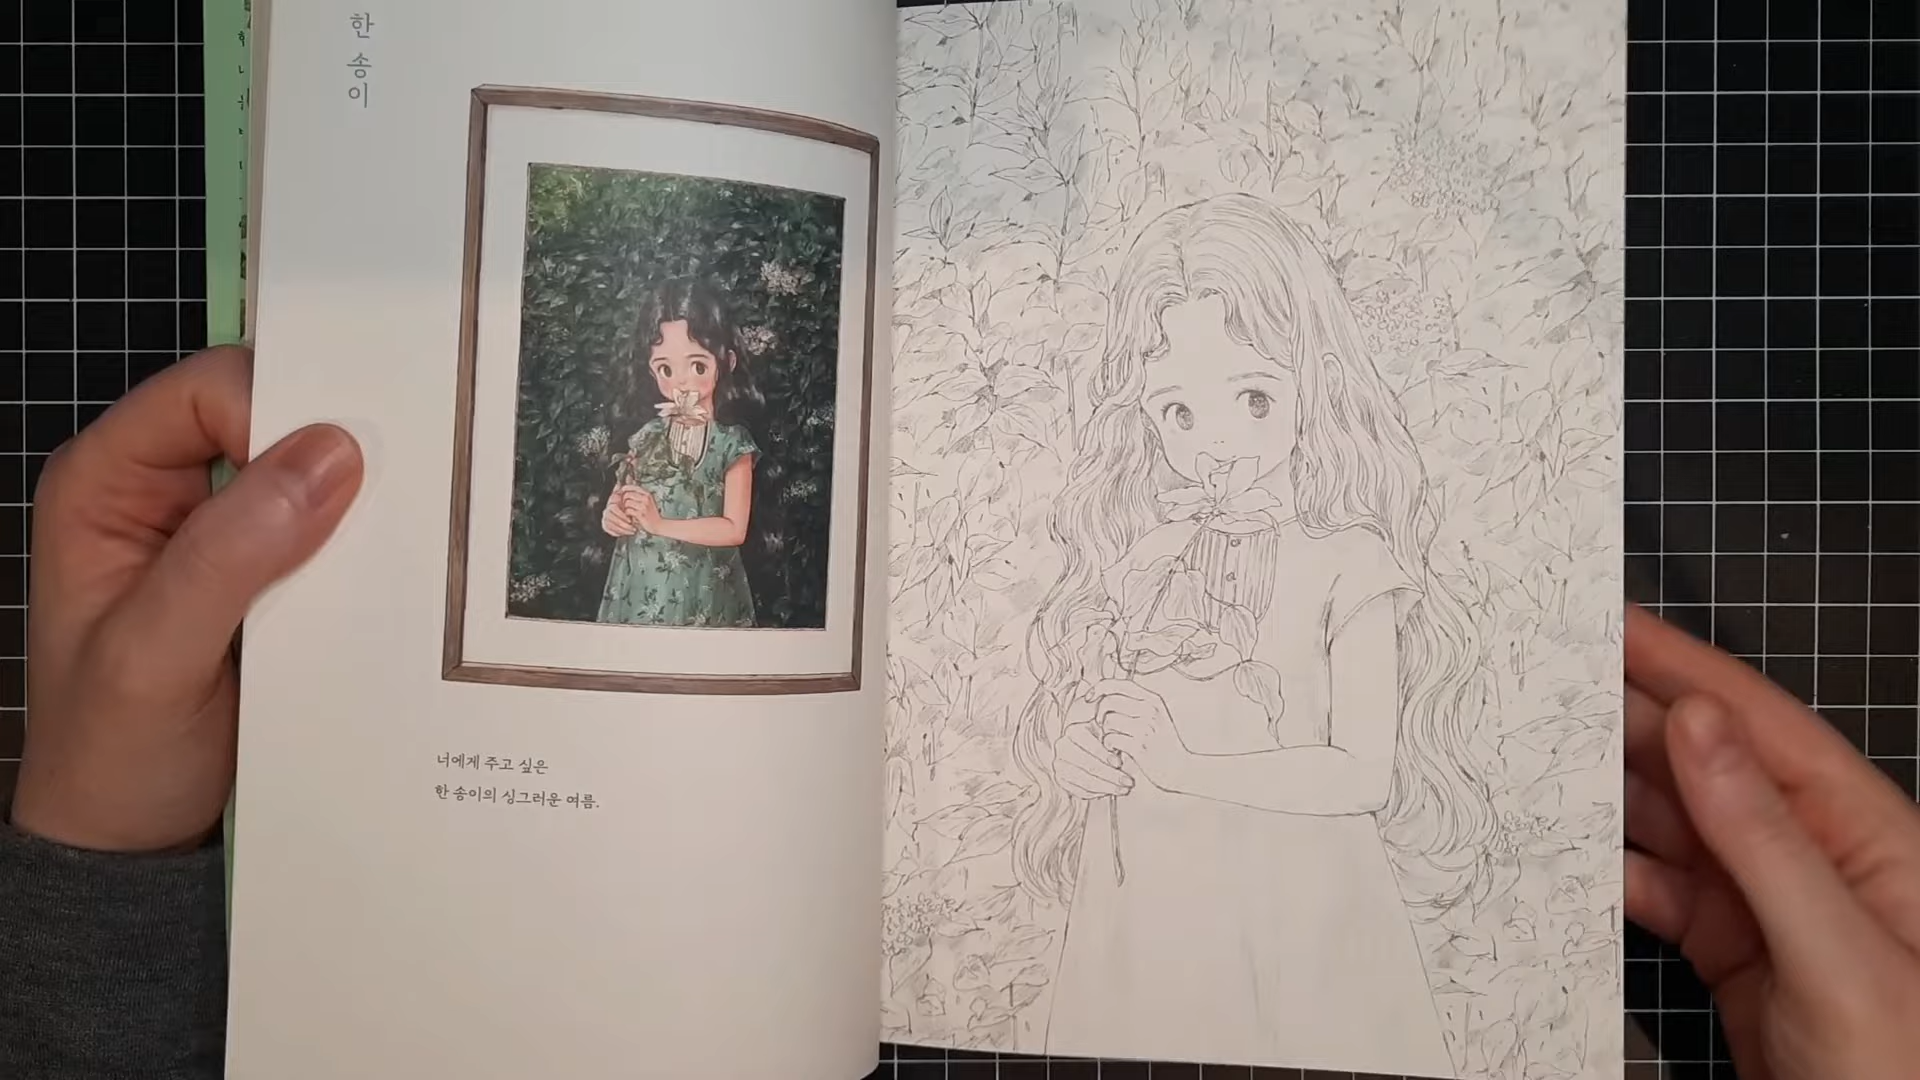 한 송이
너에게 주고 싶은
한 송이의 싱그러운 여름.